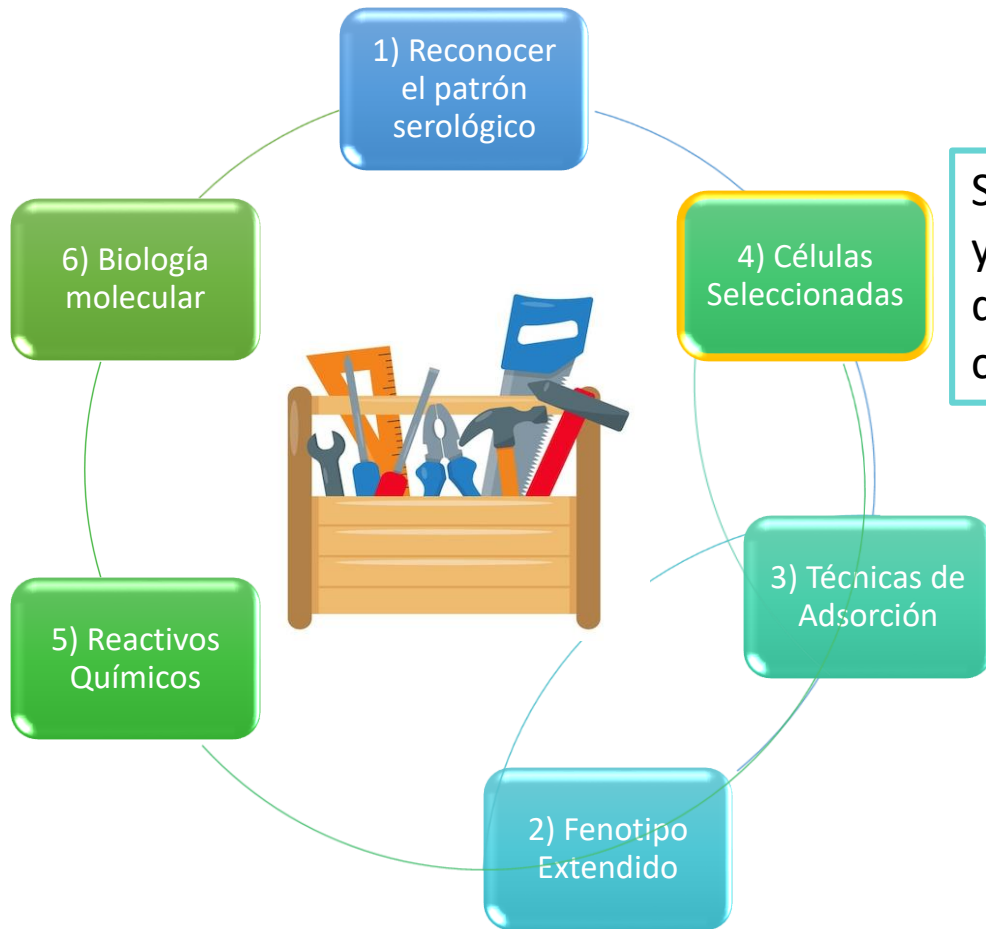 1) Reconocer
el patrón
serológico
6) Biología
molecular
4) Células
Seleccionadas
3) Técnicas de
Adsorción
5) Reactivos
Químicos
2) Fenotipo
Extendido